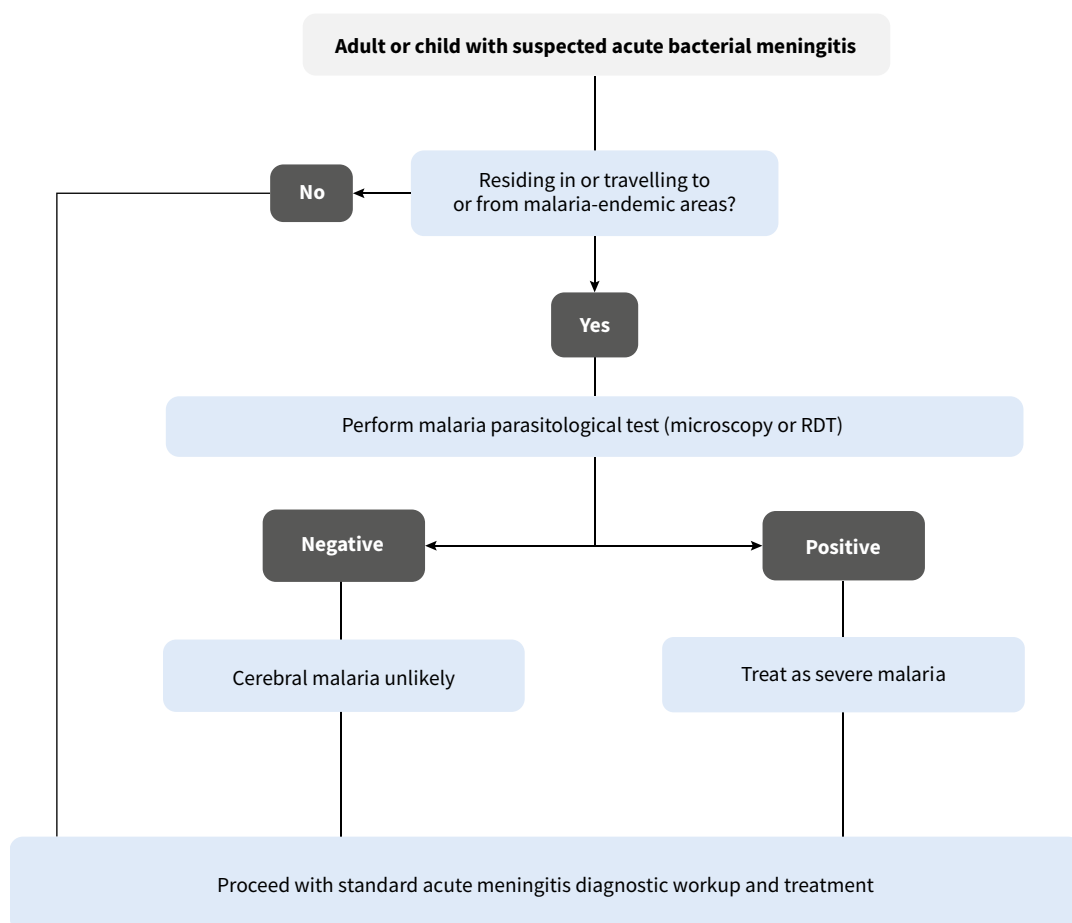 Adult or child with suspected acute bacterial meningitis
Residing in or travelling to
or from malaria-endemic areas?
No
Yes
Perform malaria parasitological test (microscopy or RDT)
Negative
Positive
Cerebral malaria unlikely
Treat as severe malaria
Proceed with standard acute meningitis diagnostic workup and treatment